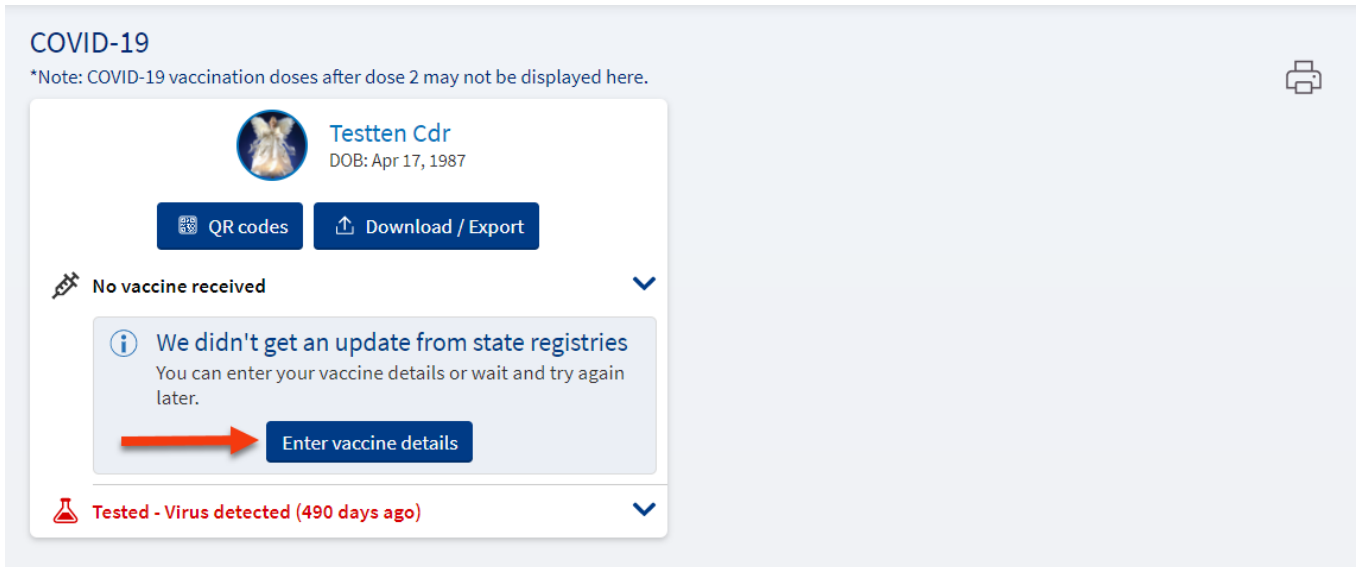 COVID-19
*Note: COVID-19 vaccination doses after dose 2 may not be displayed here.
Testten Cdr
DOB: Apr 17, 1987
QR codes
Download / Export
No vaccine received
We didn't get an update from state registries
You can enter your vaccine details or wait and try again
later.
Enter vaccine details
Tested - Virus detected (490 days ago)